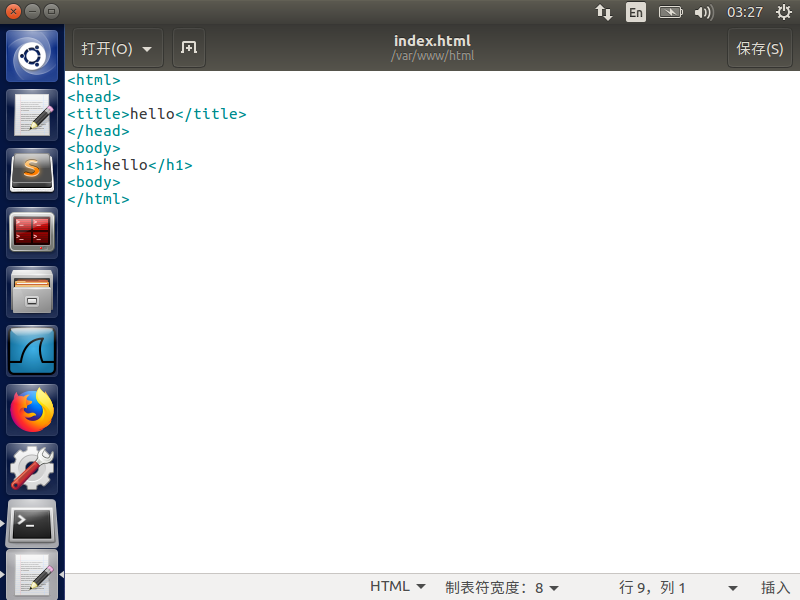 En
03:27
打开(O)
index.html
/var/www/html
保存(S)
<html>
<head>
<title>hello</title>
</head>
<body>
<h1>hello</h1>
<body>
</html>
HTML
制表符宽度：8
行 9，列 1
插入